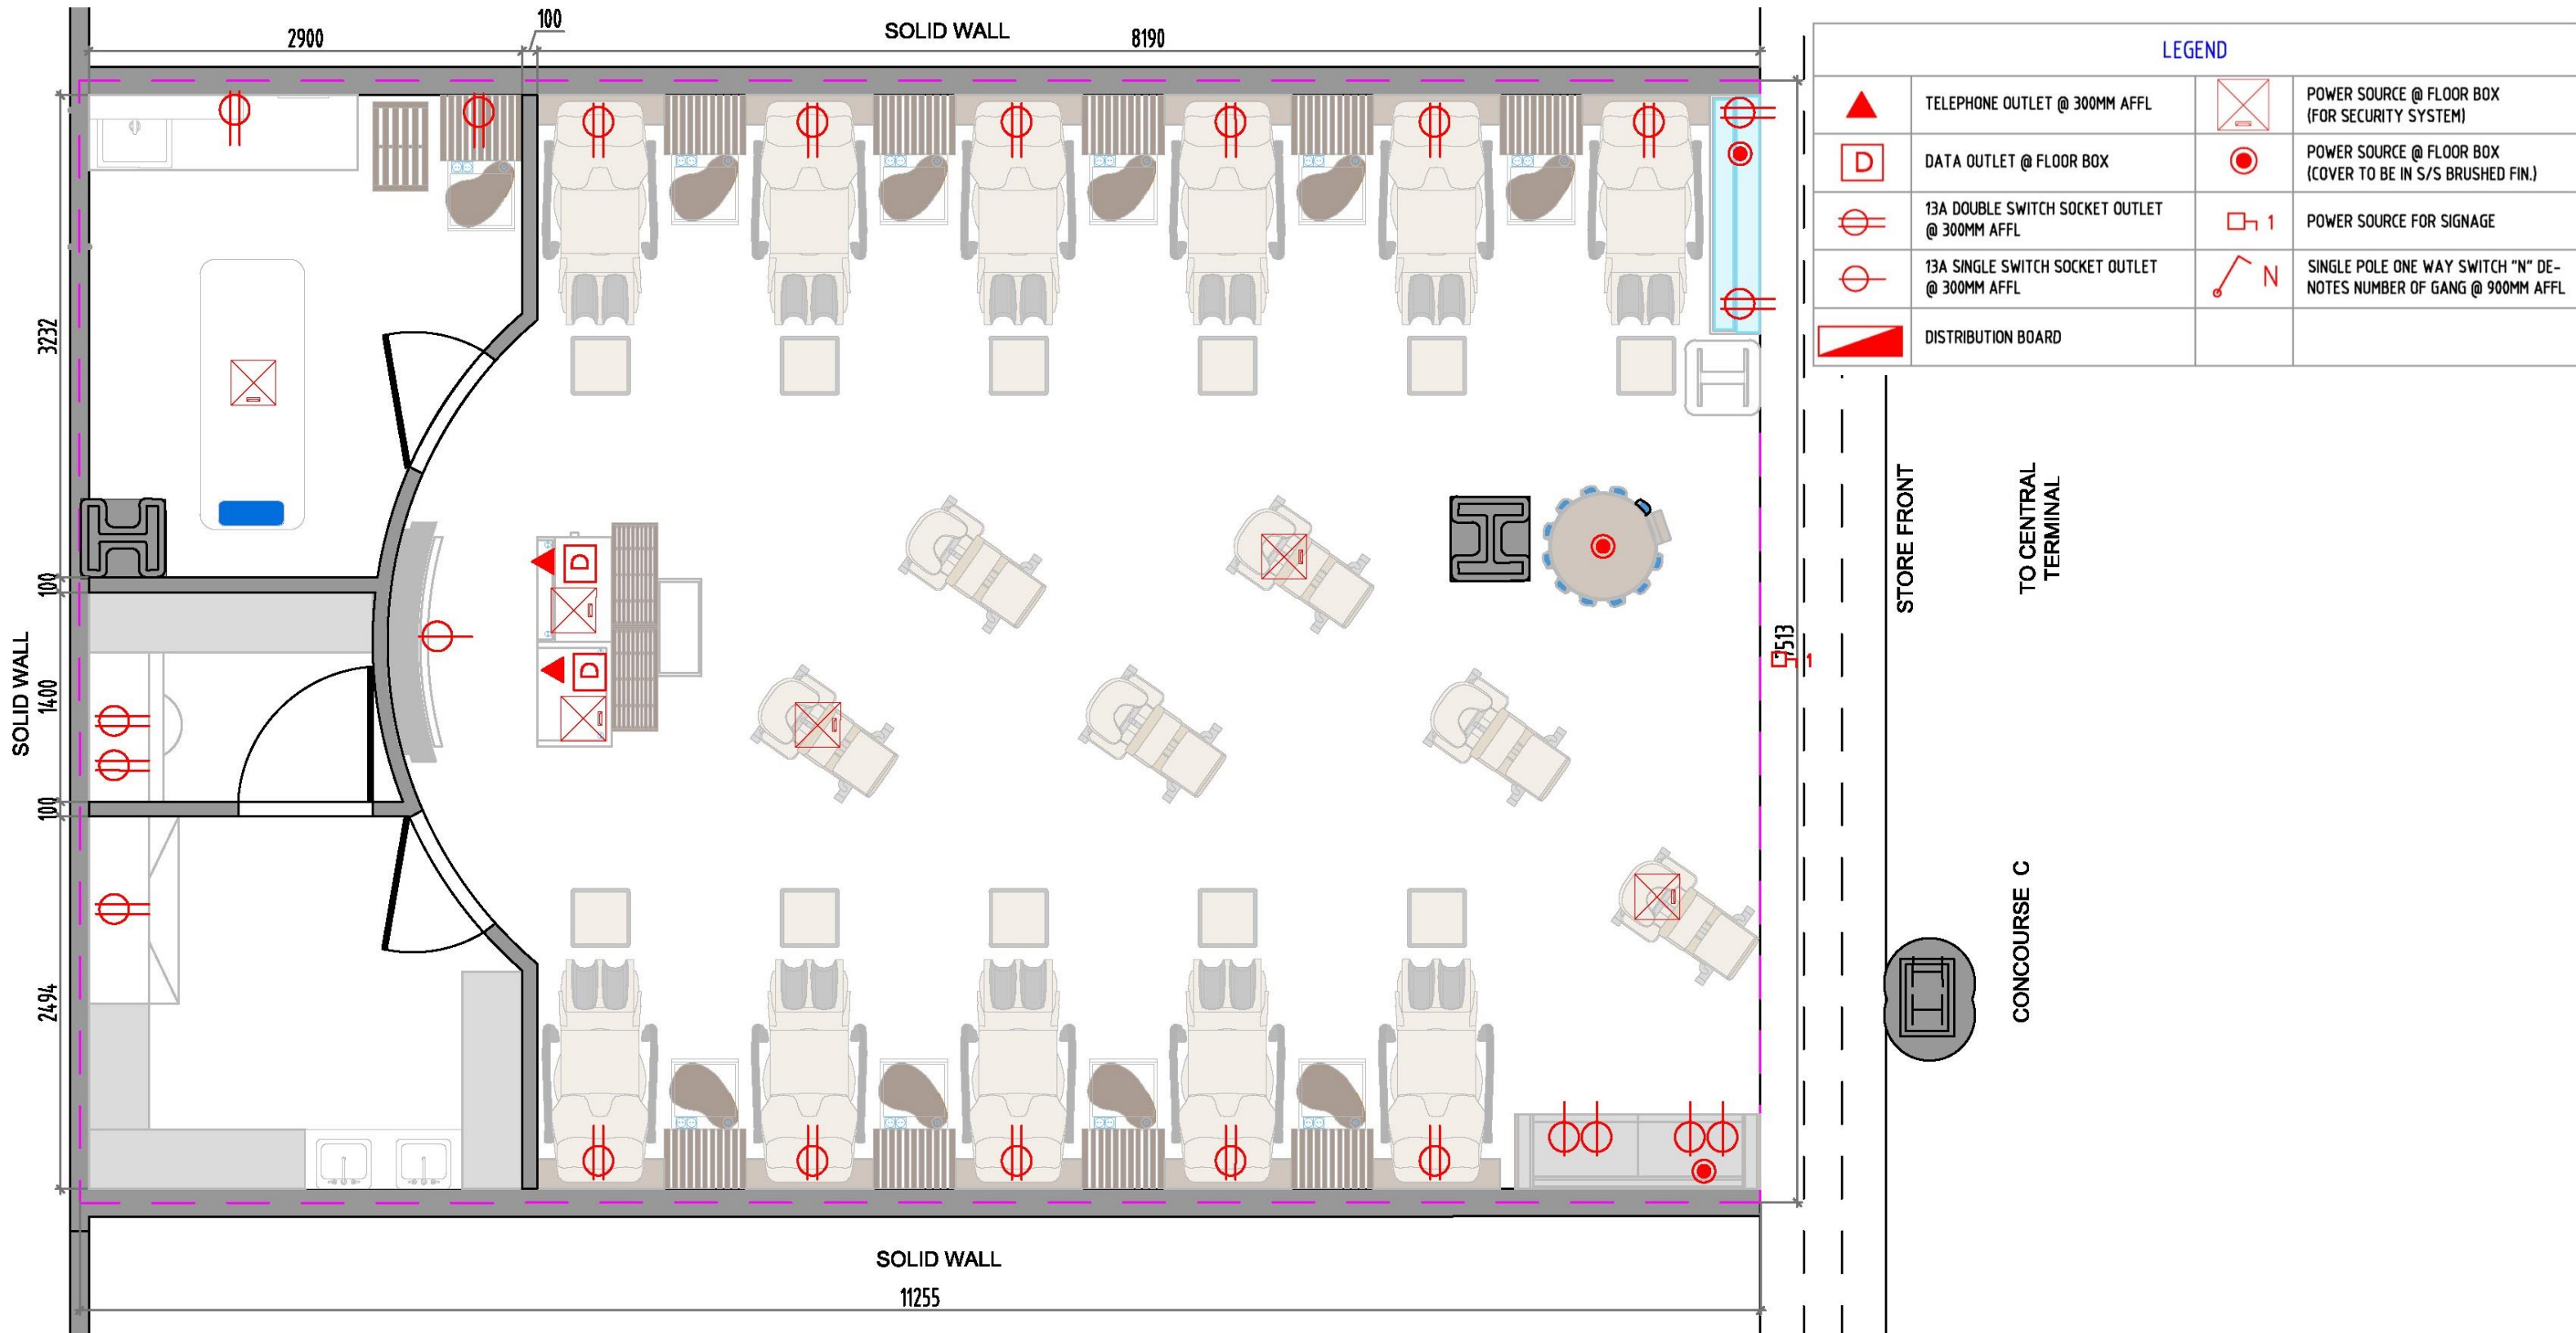 100
SOLID WALL
2900
8190
LEGEND
TELEPHONE OUTLET @ 300MM AFFL
POWER SOURCE @ FLOOR BOX
(FOR SECURITY SYSTEM)
D
DATA OUTLET @ FLOOR BOX
POWER SOURCE @ FLOOR BOX
(COVER TO BE IN S/S BRUSHED FIN.)
13A DOUBLE SWITCH SOCKET OUTLET
@ 300MM AFFL
1
POWER SOURCE FOR SIGNAGE
13A SINGLE SWITCH SOCKET OUTLET
@ 300MM AFFL
N
SINGLE POLE ONE WAY SWITCH "N" DE-
NOTES NUMBER OF GANG @ 900MM AFFL
DISTRIBUTION BOARD
3232
100
1400
100
2494
SOLID WALL
D
D
7513
1
STORE FRONT
TO CENTRAL
TERMINAL
CONCOURSE C
SOLID WALL
11255